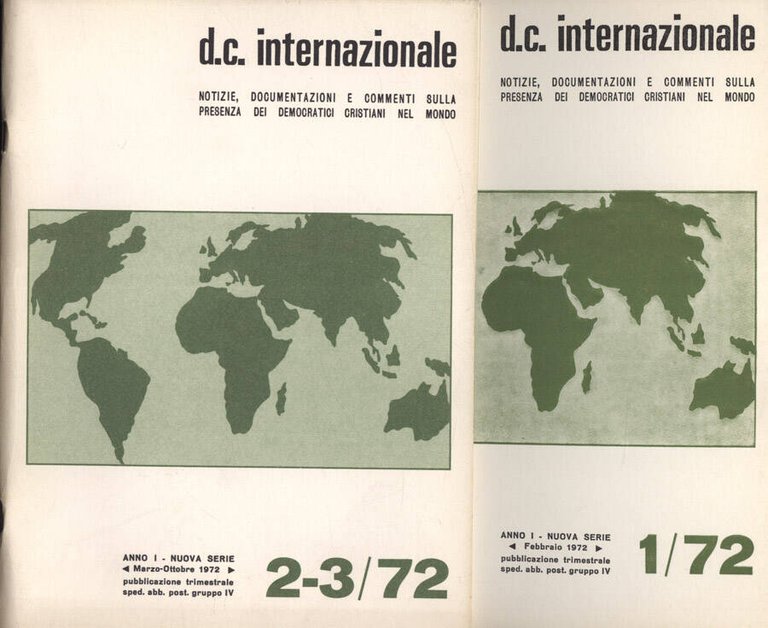 d.c. internazionale
NOTIZIE, DOCUMENTAZIONI E COMMENTI SULLA
PRESENZA DEI DEMOCRATICI CRISTIANI NEL MONDO
ANNO I - NUOVA SERIE
◄ Marzo-Ottobre 1972 ►
pubblicazione trimestrale
sped. abb. post. gruppo IV
2-3/72
d.c. internazionale
NOTIZIE, DOCUMENTAZIONI E COMMENTI SULLA
PRESENZA DEI DEMOCRATICI CRISTIANI NEL MONDO
ANNO I - NUOVA SERIE
◄ Febbraio 1972 ►
pubblicazione trimestrale
sped. abb. post. gruppo IV
1/72